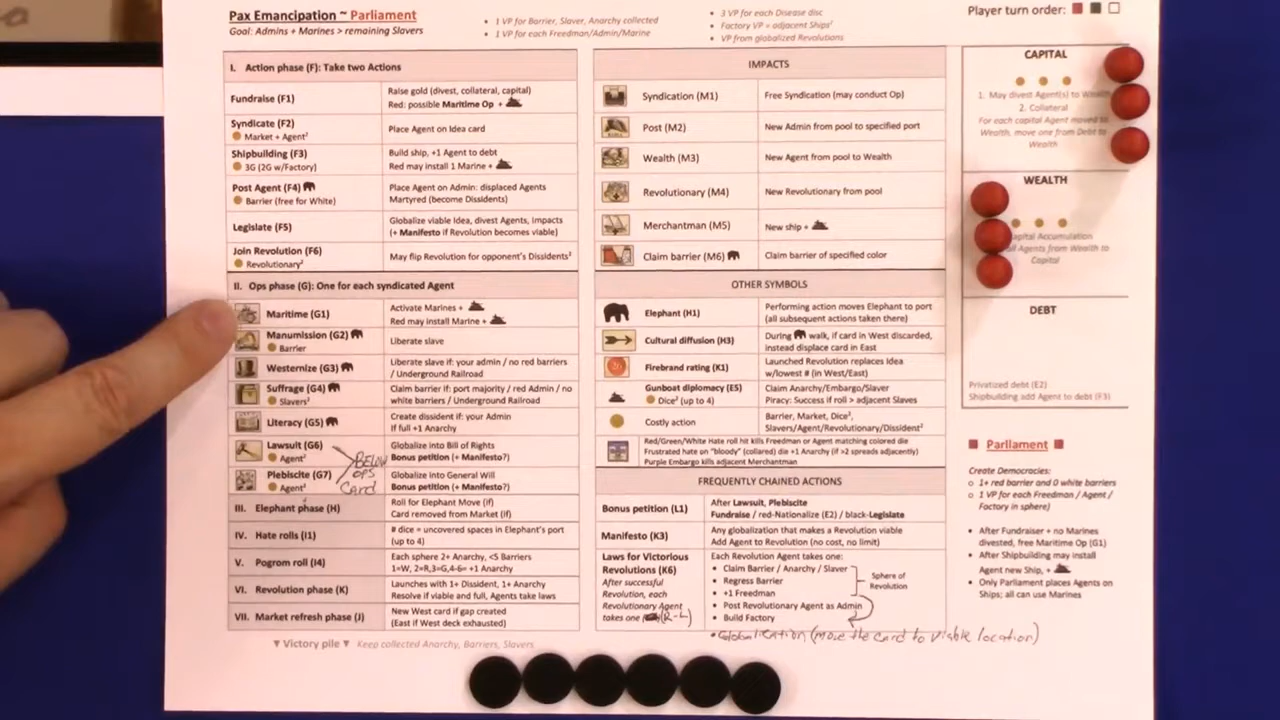 Pax Emancipation ~ Parliament
Goal: Admins + Marines > remaining Slavers
• 1 VP for Barrier, Slaver, Anarchy collected
• 1 VP for each Freedman/Admin/Marine
• 3 VP for each Disease disc
• Factory VP = adjacent Ships²
• VP from globalized Revolutions
Player turn order:
I. Action phase (F): Take two Actions
Fundraise (F1)
Raise gold (divest, collateral, capital)
Red: possible Maritime Op +
Syndicate (F2)
Market + Agent²
Place Agent on Idea card
Shipbuilding (F3)
3G (2G w/Factory)
Build ship, +1 Agent to debt
Red may install 1 Marine +
Post Agent (F4)
Barrier (free for White)
Place Agent on Admin: displaced Agents
Martyred (become Dissidents)
Legislate (F5)
Globalize viable Idea, divest Agents, Impacts
(+ Manifesto if Revolution becomes viable)
Join Revolution (F6)
Revolutionary²
May flip Revolution for opponent's Dissidents²
II. Ops phase (G): One for each syndicated Agent
Maritime (G1)
Activate Marines +
Red may install Marine +
Manumission (G2)
Barrier
Liberate slave
Westernize (G3)
Liberate slave if: your admin / no red barriers
/ Underground Railroad
Suffrage (G4)
Slavers²
Claim barrier if: port majority / red Admin / no
white barriers / Underground Railroad
Literacy (G5)
Create dissident if: your Admin
If full +1 Anarchy
Lawsuit (G6)
Agent²
Globalize into Bill of Rights
Bonus petition (+ Manifesto?)
Plebiscite (G7)
Agent²
Globalize into General Will
Bonus petition (+ Manifesto?)
BELOW
OPS
CARD
III. Elephant phase (H)
Roll for Elephant Move (if)
Card removed from Market (if)
IV. Hate rolls (I1)
# dice = uncovered spaces in Elephant's port
(up to 4)
V. Pogrom roll (I4)
Each sphere 2+ Anarchy, <5 Barriers
1=W, 2=R,3=G,4-6= +1 Anarchy
VI. Revolution phase (K)
Launches with 1+ Dissident, 1+ Anarchy
Resolve if viable and full, Agents take laws
VII. Market refresh phase (J)
New West card if gap created
(East if West deck exhausted)
▼ Victory pile ▼ Keep collected Anarchy, Barriers, Slavers
IMPACTS
Syndication (M1)
Free Syndication (may conduct Op)
Post (M2)
New Admin from pool to specified port
Wealth (M3)
New Agent from pool to Wealth
Revolutionary (M4)
New Revolutionary from pool
Merchantman (M5)
New ship +
Claim barrier (M6)
Claim barrier of specified color
OTHER SYMBOLS
Elephant (H1)
Performing action moves Elephant to port
(all subsequent actions taken there)
Cultural diffusion (H3)
During walk, if card in West discarded,
instead displace card in East
Firebrand rating (K1)
Launched Revolution replaces Idea
w/lowest # (in West/East)
Gunboat diplomacy (E5)
Dice² (up to 4)
Claim Anarchy/Embargo/Slaver
Piracy: Success if roll > adjacent Slaves
Costly action
Barrier, Market, Dice²,
Slavers/Agent/Revolutionary/Dissident²
Red/Green/White Hate roll hit kills Freedman or Agent matching colored die
Frustrated hate on "bloody" (collared) die +1 Anarchy (if >2 spreads adjacently)
Purple Embargo kills adjacent Merchantman
FREQUENTLY CHAINED ACTIONS
Bonus petition (L1)
After Lawsuit, Plebiscite
Fundraise / red-Nationalize (E2) / black-Legislate
Manifesto (K3)
Any globalization that makes a Revolution viable
Add Agent to Revolution (no cost, no limit)
Laws for Victorious
Revolutions (K6)
After successful
Revolution, each
Revolutionary Agent
takes one (R-L)
Each Revolution Agent takes one:
• Claim Barrier / Anarchy / Slaver
• Regress Barrier
• +1 Freedman
• Post Revolutionary Agent as Admin
• Build Factory
Sphere of
Revolution
• Globalization (move the card to viable location)
CAPITAL
1. May divest Agent(s) to Wealth
2. Collateral
For each capital Agent moved to
Wealth, move one from Debt to
Wealth
WEALTH
Capital Accumulation
Agents from Wealth to
Capital
DEBT
Privatized debt (E2)
Shipbuilding add Agent to debt (F3)
Parliament
Create Democracies:
o 1+ red barrier and 0 white barriers
o 1 VP for each Freedman / Agent /
Factory in sphere)
• After Fundraiser + no Marines
divested, free Maritime Op (G1)
• After Shipbuilding may install
Agent new Ship, +
• Only Parliament places Agents on
Ships; all can use Marines